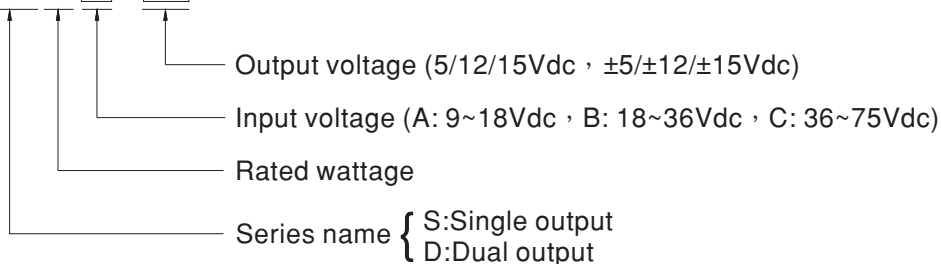 Output voltage (5/12/15Vdc，±5/±12/±15Vdc)
Input voltage (A: 9~18Vdc，B: 18~36Vdc，C: 36~75Vdc)
Rated wattage
Series name { S:Single output
D:Dual output